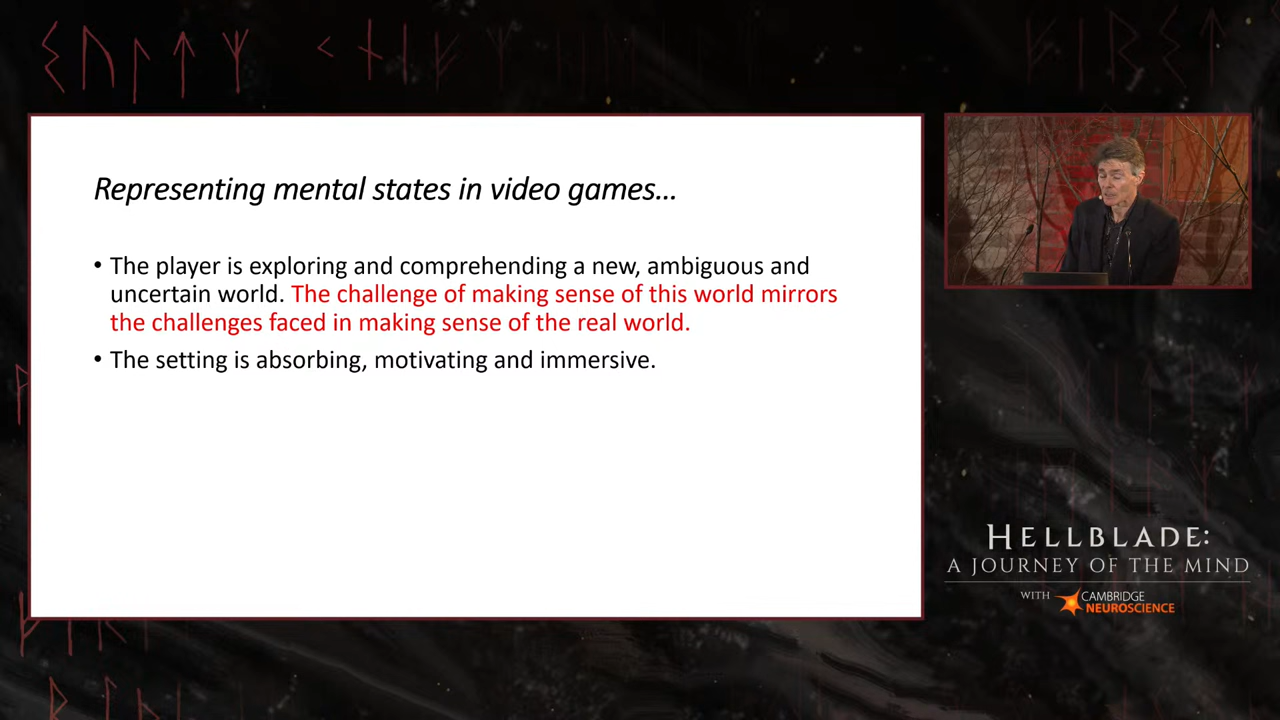 Representing mental states in video games...
• The player is exploring and comprehending a new, ambiguous and
uncertain world. The challenge of making sense of this world mirrors
the challenges faced in making sense of the real world.
• The setting is absorbing, motivating and immersive.
HELLBLADE:
A JOURNEY OF THE MIND
WITH CAMBRIDGE
NEUROSCIENCE